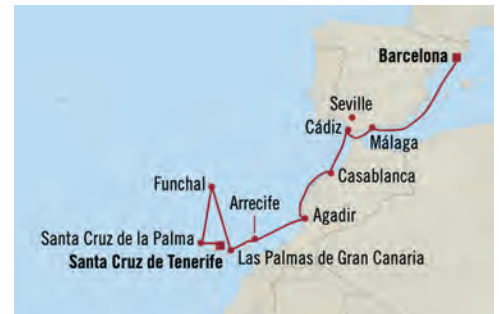 Barcelona
Seville
Cádiz
Málaga
Casablanca
Funchal
Arrecife
Agadir
Santa Cruz de la Palma
Las Palmas de Gran Canaria
Santa Cruz de Tenerife